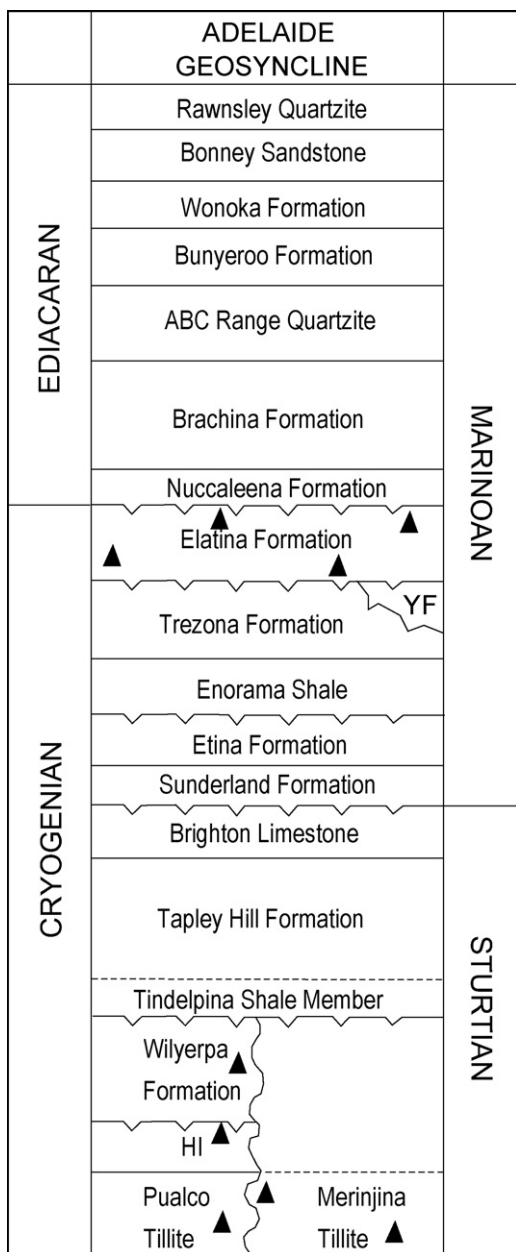 ADELAIDE
GEOSYNCLINE
EDIACARAN
CRYOGENIAN
Rawnsley Quartzite
Bonney Sandstone
Wonoka Formation
Bunyeroo Formation
ABC Range Quartzite
Brachina Formation
Nuccaleena Formation
Elatina Formation
YF
Trezona Formation
Enorama Shale
Etina Formation
Sunderland Formation
Brighton Limestone
Tapley Hill Formation
Tindelpina Shale Member
Wilyerpa
Formation
HI
Pualco
Tillite
Merinjina
Tillite
MARINOAN
STURTIAN